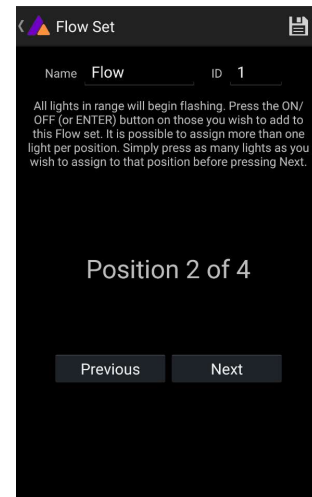 Flow Set
Name Flow ID 1
All lights in range will begin flashing. Press the ON/
OFF (or ENTER) button on those you wish to add to
this Flow set. It is possible to assign more than one
light per position. Simply press as many lights as you
wish to assign to that position before pressing Next.
Position 2 of 4
Previous Next